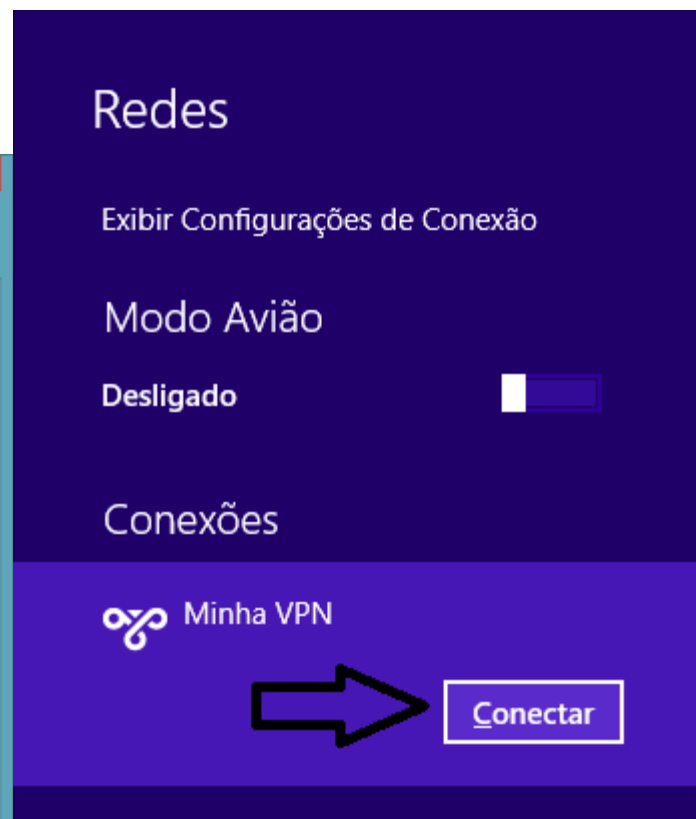 Redes
Exibir Configurações de Conexão
Modo Avião
Desligado
Conexões
Minha VPN
Conectar